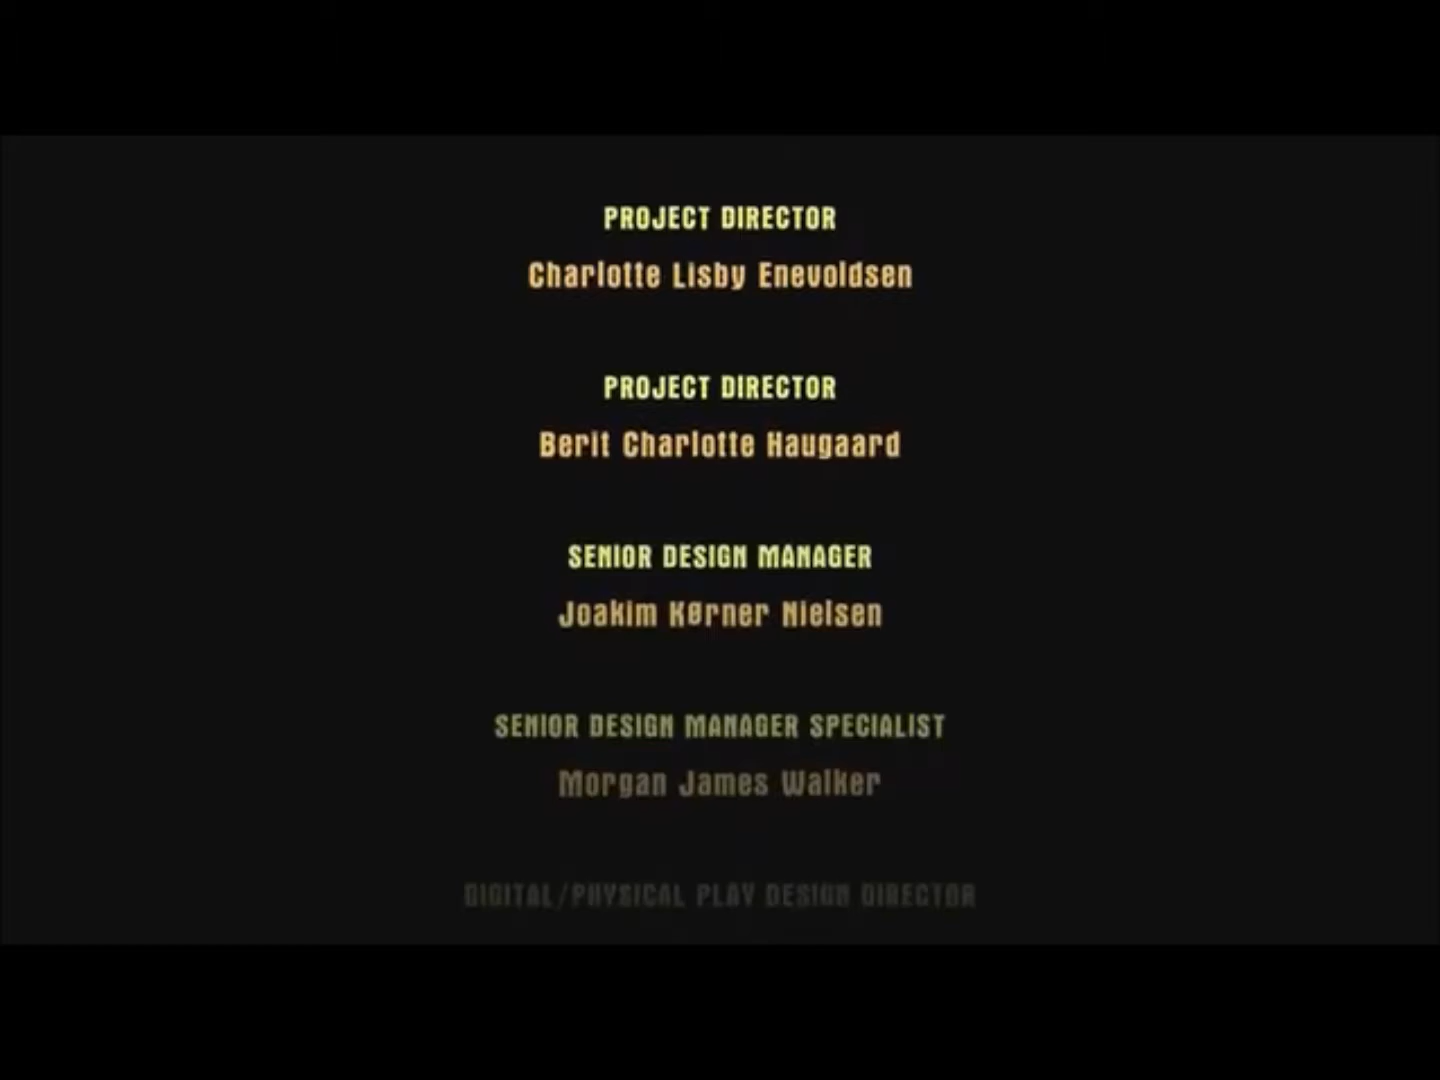 PROJECT DIRECTOR
Charlotte Lisby Enevoldsen
PROJECT DIRECTOR
Berit Charlotte Haugaard
SENIOR DESIGN MANAGER
Joakim Kørner Nielsen
SENIOR DESIGN MANAGER SPECIALIST
Morgan James Walker
DIGITAL/PHYSICAL PLAY DESIGN DIRECTOR